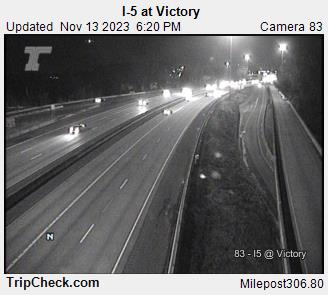 I-5 at Victory
Updated Nov 13 2023 6:20 PM Camera 83
T
N
83 - I5 @ Victory
TripCheck.com Milepost306.80